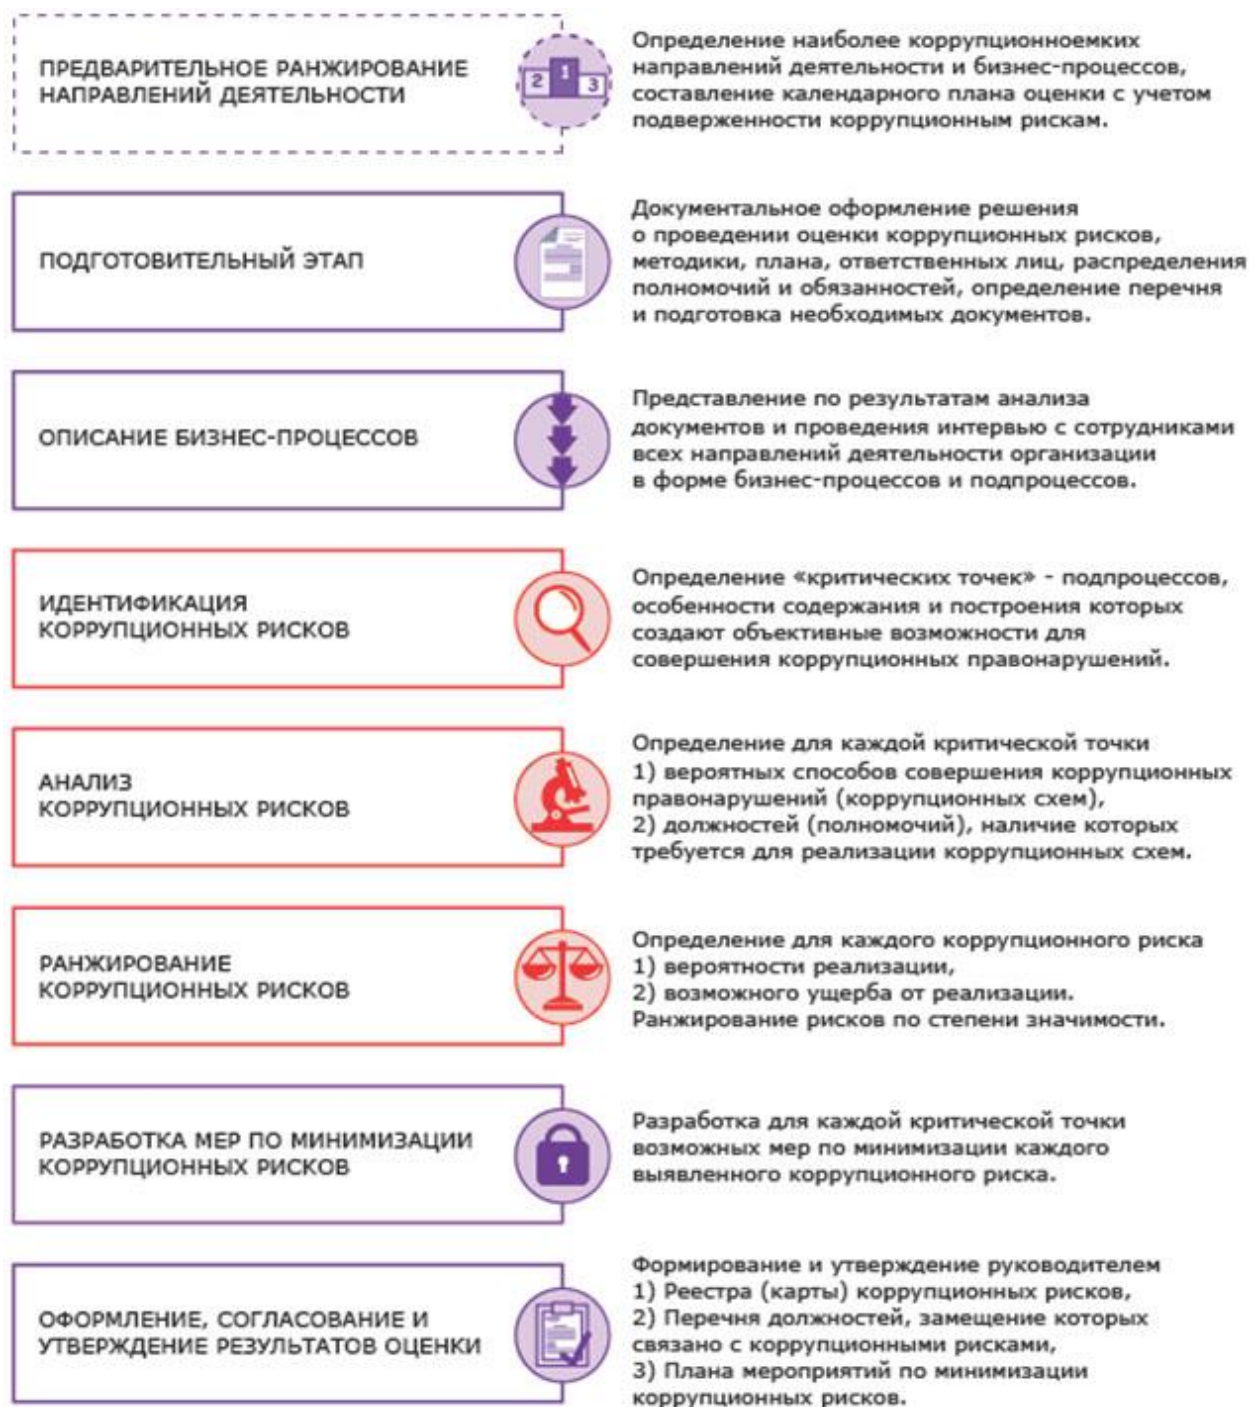 ПРЕДВАРИТЕЛЬНОЕ РАНЖИРОВАНИЕ
НАПРАВЛЕНИЙ ДЕЯТЕЛЬНОСТИ
2 1 3
Определение наиболее коррупционноемких
направлений деятельности и бизнес-процессов,
составление календарного плана оценки с учетом
подверженности коррупционным рискам.
ПОДГОТОВИТЕЛЬНЫЙ ЭТАП
Документальное оформление решения
о проведении оценки коррупционных рисков,
методики, плана, ответственных лиц, распределения
полномочий и обязанностей, определение перечня
и подготовка необходимых документов.
ОПИСАНИЕ БИЗНЕС-ПРОЦЕССОВ
Представление по результатам анализа
документов и проведения интервью с сотрудниками
всех направлений деятельности организации
в форме бизнес-процессов и подпроцессов.
ИДЕНТИФИКАЦИЯ
КОРРУПЦИОННЫХ РИСКОВ
Определение «критических точек» - подпроцессов,
особенности содержания и построения которых
создают объективные возможности для
совершения коррупционных правонарушений.
АНАЛИЗ
КОРРУПЦИОННЫХ РИСКОВ
Определение для каждой критической точки
1) вероятных способов совершения коррупционных
правонарушений (коррупционных схем),
2) должностей (полномочий), наличие которых
требуется для реализации коррупционных схем.
РАНЖИРОВАНИЕ
КОРРУПЦИОННЫХ РИСКОВ
Определение для каждого коррупционного риска
1) вероятности реализации,
2) возможного ущерба от реализации.
Ранжирование рисков по степени значимости.
РАЗРАБОТКА МЕР ПО МИНИМИЗАЦИИ
КОРРУПЦИОННЫХ РИСКОВ
Разработка для каждой критической точки
возможных мер по минимизации каждого
выявленного коррупционного риска.
ОФОРМЛЕНИЕ, СОГЛАСОВАНИЕ И
УТВЕРЖДЕНИЕ РЕЗУЛЬТАТОВ ОЦЕНКИ
Формирование и утверждение руководителем
1) Реестра (карты) коррупционных рисков,
2) Перечня должностей, замещение которых
связано с коррупционными рисками,
3) Плана мероприятий по минимизации
коррупционных рисков.